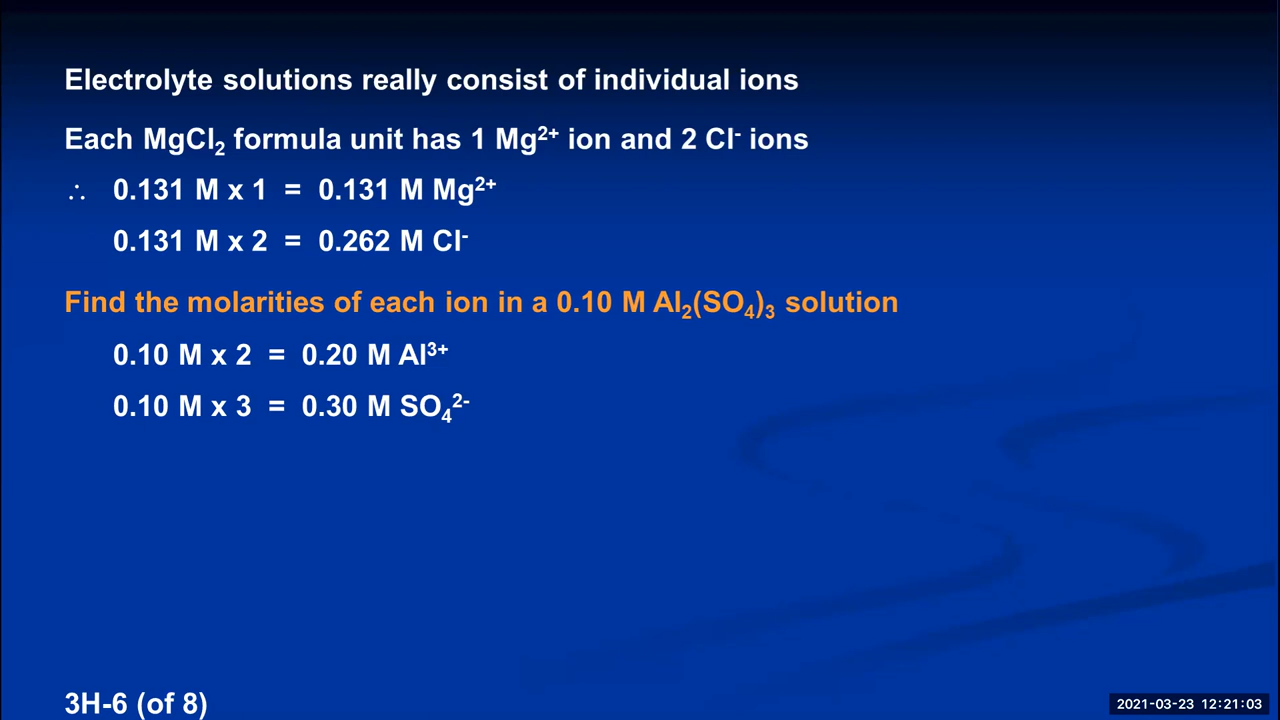 Electrolyte solutions really consist of individual ions
Each MgCl₂ formula unit has 1 Mg²⁺ ion and 2 Cl⁻ ions
∴ 0.131 M x 1 = 0.131 M Mg²⁺
0.131 M x 2 = 0.262 M Cl⁻
Find the molarities of each ion in a 0.10 M Al₂(SO₄)₃ solution
0.10 M x 2 = 0.20 M Al³⁺
0.10 M x 3 = 0.30 M SO₄²⁻
3H-6 (of 8)
2021-03-23 12:21:03